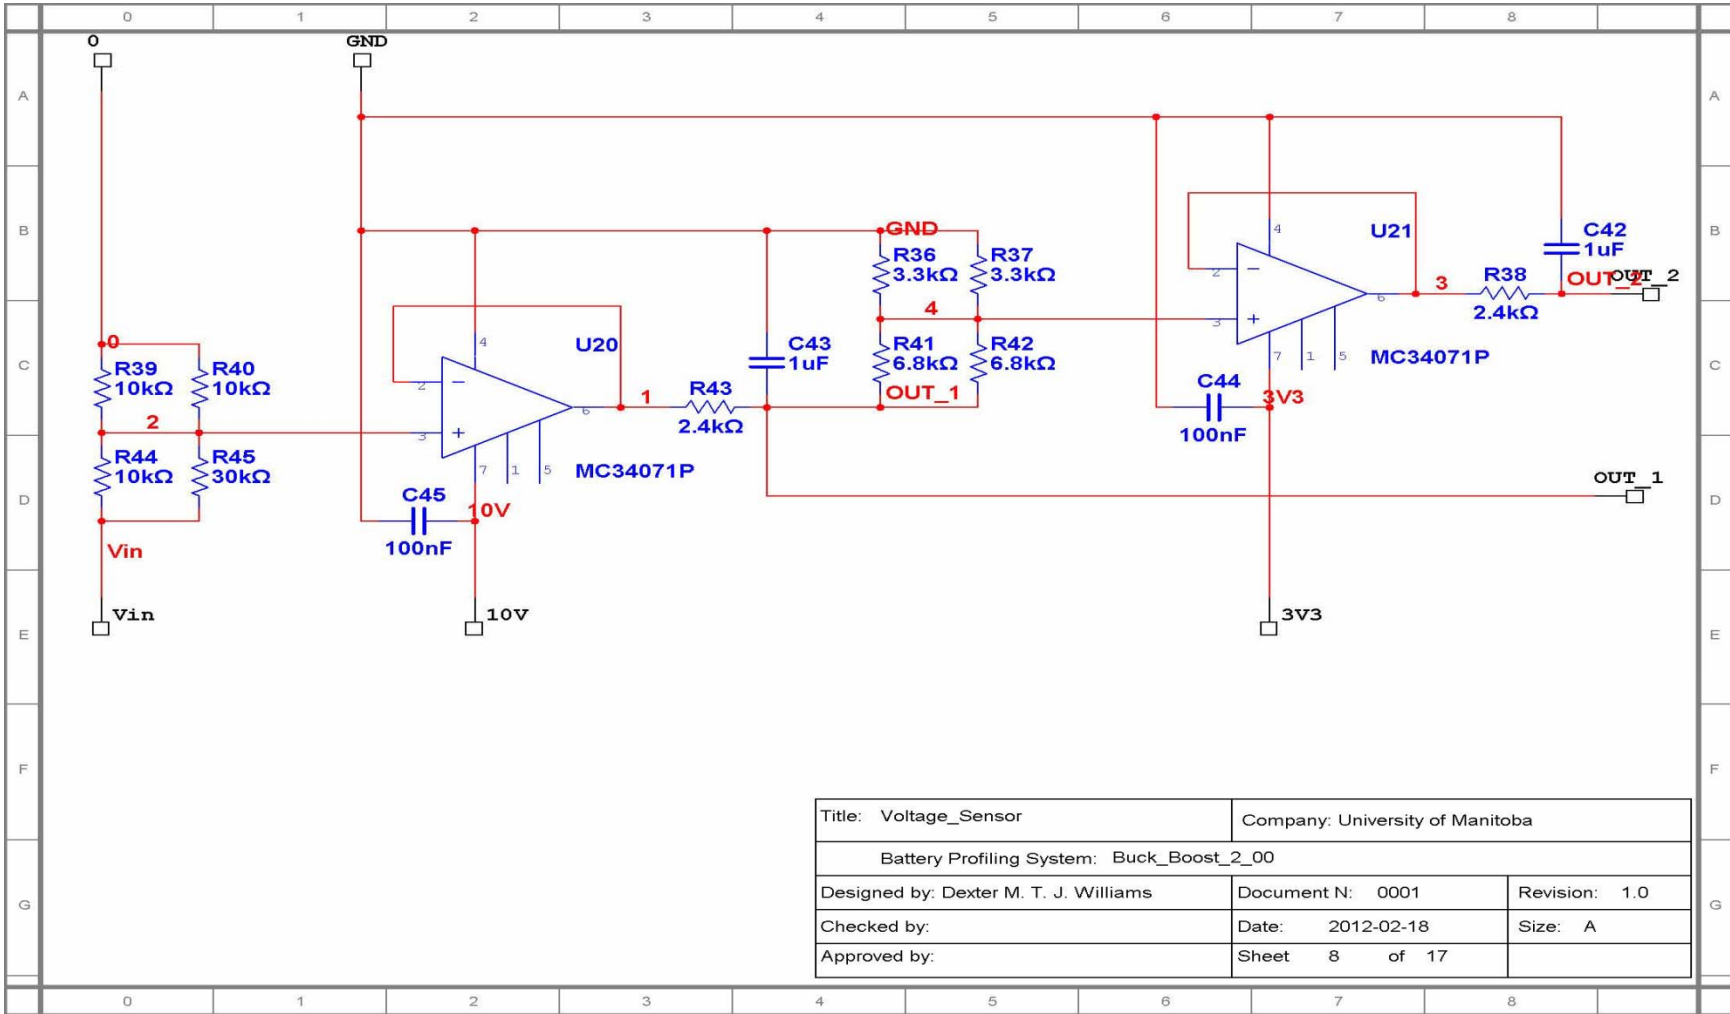 0 1 2 3 4 5 6 7 8
0 GND
A A
B B
C C
D D
E E
F F
G G
GND
R36
3.3kΩ
R37
3.3kΩ
4
U21
2
3
6
7 1 5
MC34071P
3
R38
2.4kΩ
C42
1uF
OUT_2
OUT_2
0
R39
10kΩ
R40
10kΩ
2
R44
10kΩ
R45
30kΩ
Vin
Vin
4
U20
2
3
6
7 1 5
MC34071P
1
R43
2.4kΩ
C43
1uF
4
R41
6.8kΩ
R42
6.8kΩ
OUT_1
C44
100nF
3V3
OUT_1
C45
100nF
10V
10V
3V3
Title: Voltage_Sensor
Company: University of Manitoba
Battery Profiling System: Buck_Boost_2_00
Designed by: Dexter M. T. J. Williams
Document N: 0001
Revision: 1.0
Checked by:
Date: 2012-02-18
Size: A
Approved by:
Sheet 8 of 17
0 1 2 3 4 5 6 7 8